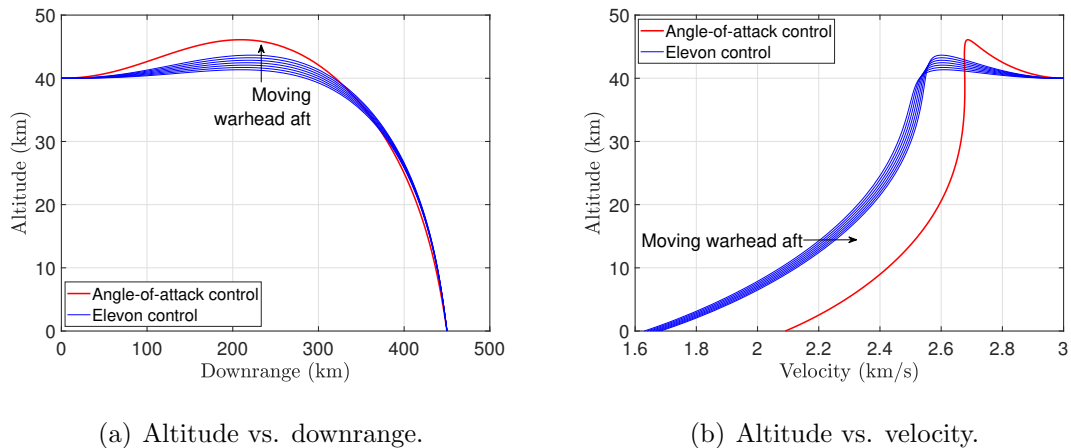 50
40
30
20
10
0
Altitude (km)
Moving
warhead aft
Angle-of-attack control
Elevon control
0 100 200 300 400 500
Downrange (km)
(a) Altitude vs. downrange.
50
40
30
20
10
0
Altitude (km)
Angle-of-attack control
Elevon control
Moving warhead aft
1.6 1.8 2 2.2 2.4 2.6 2.8 3
Velocity (km/s)
(b) Altitude vs. velocity.